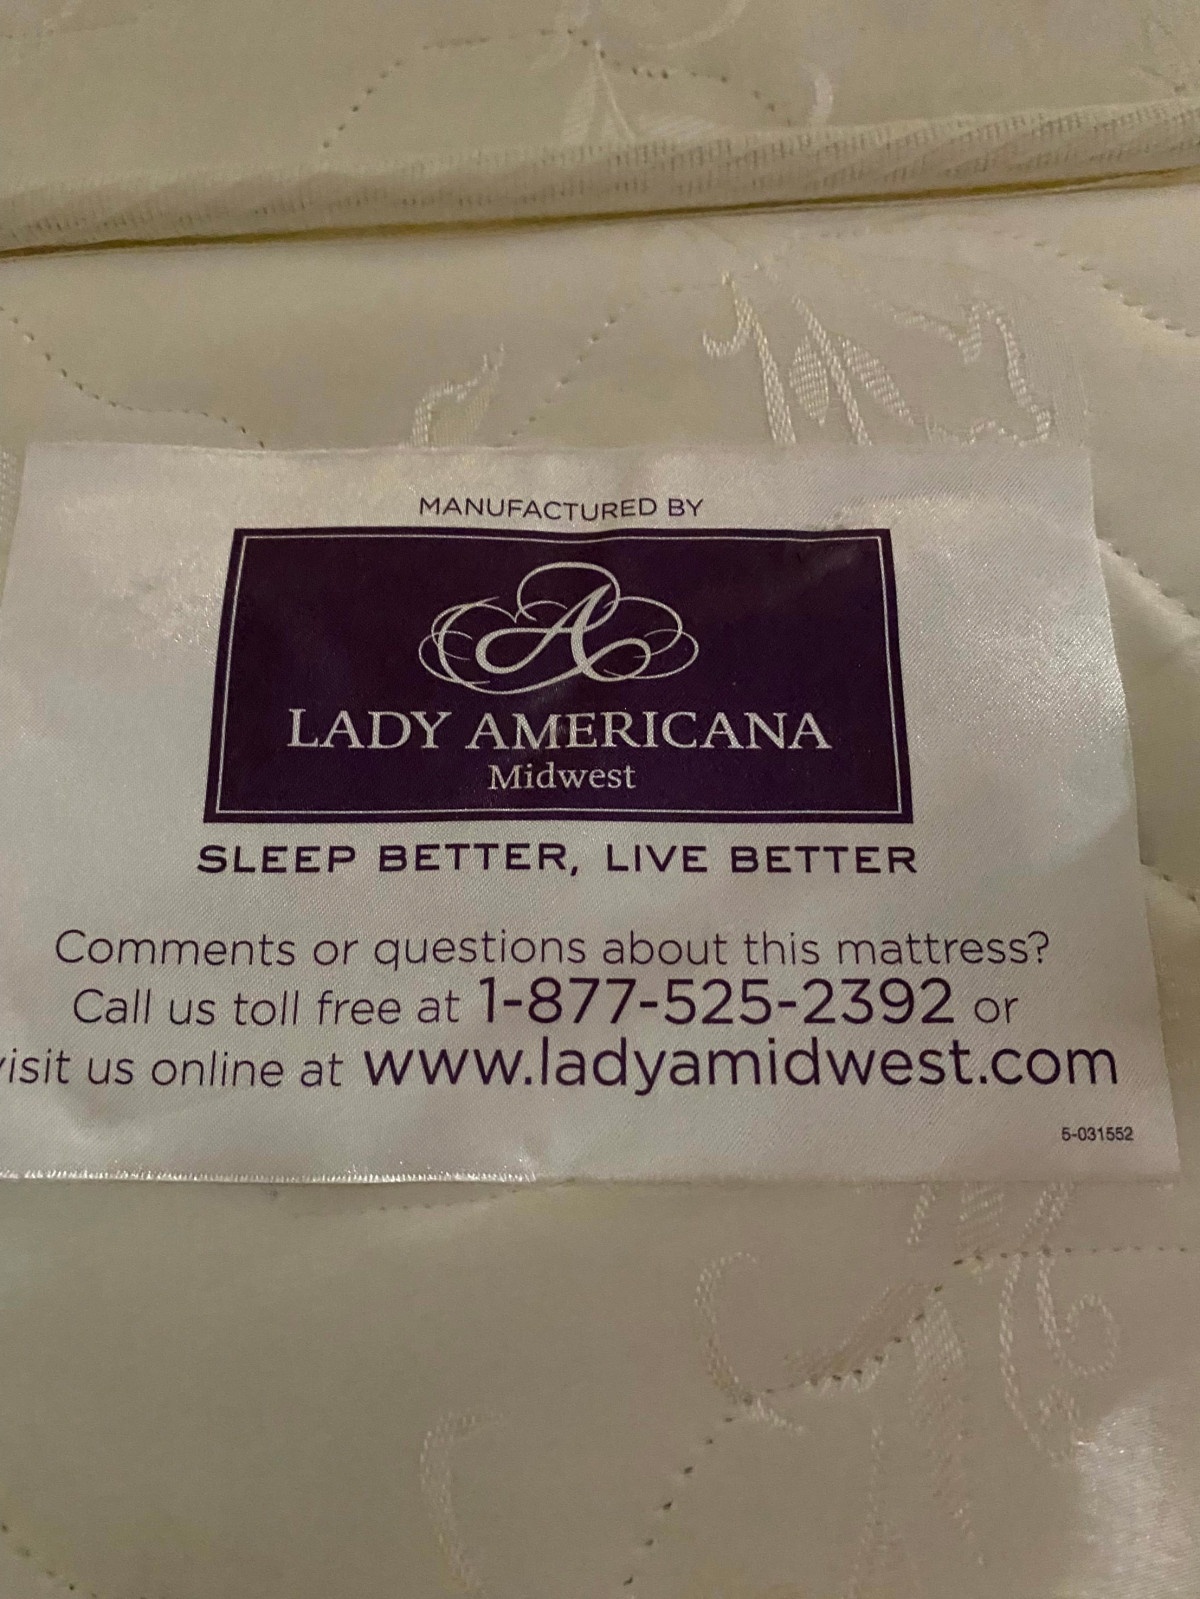 MANUFACTURED BY
A
LADY AMERICANA
Midwest
SLEEP BETTER, LIVE BETTER
Comments or questions about this mattress?
Call us toll free at 1-877-525-2392 or
visit us online at www.ladyamidwest.com
5-031552